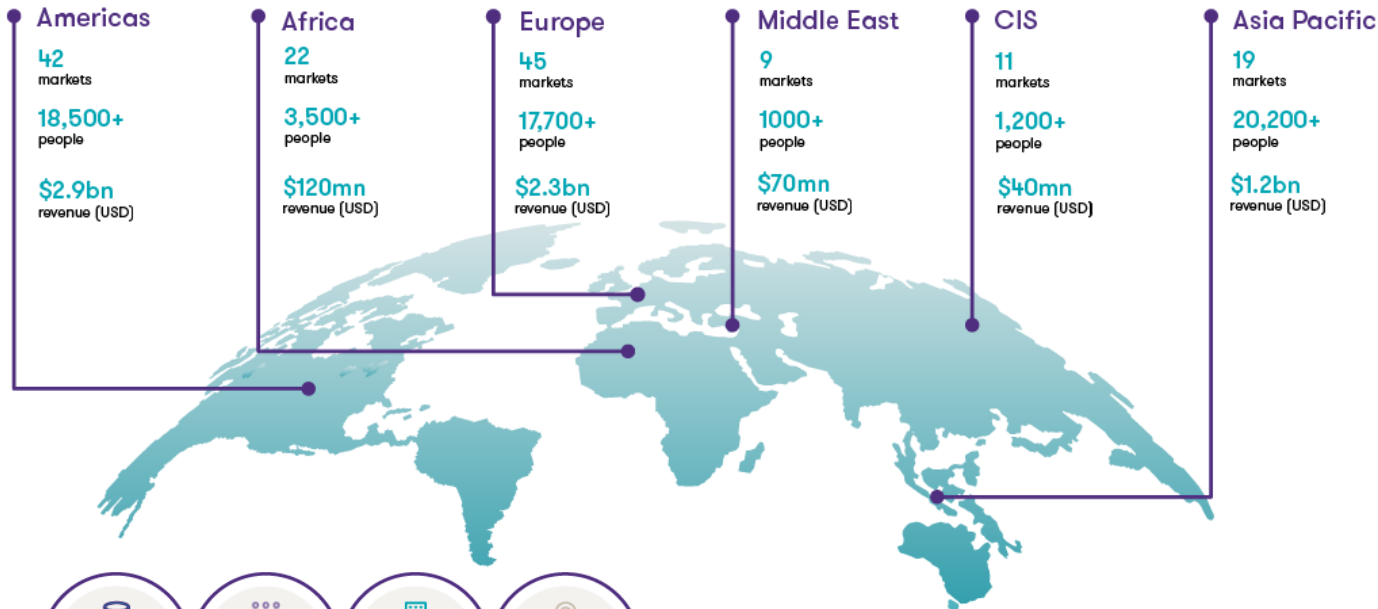 Americas
42
markets
18,500+
people
$2.9bn
revenue (USD)
Africa
22
markets
3,500+
people
$120mn
revenue (USD)
Europe
45
markets
17,700+
people
$2.3bn
revenue (USD)
Middle East
9
markets
1000+
people
$70mn
revenue (USD)
CIS
11
markets
1,200+
people
$40mn
revenue (USD)
Asia Pacific
19
markets
20,200+
people
$1.2bn
revenue (USD)